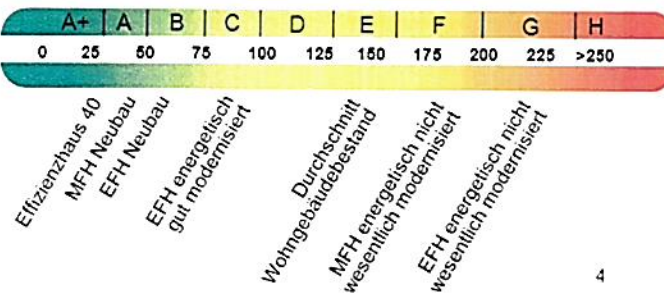 A+ A B C D E F G H
0 25 50 75 100 125 150 175 200 225 >250
Effizienzhaus 40
MFH Neubau
EFH Neubau
EFH energetisch
gut modernisiert
Durchschnitt
Wohngebäudebestand
MFH energetisch nicht
wesentlich modernisiert
EFH energetisch nicht
wesentlich modernisiert
4